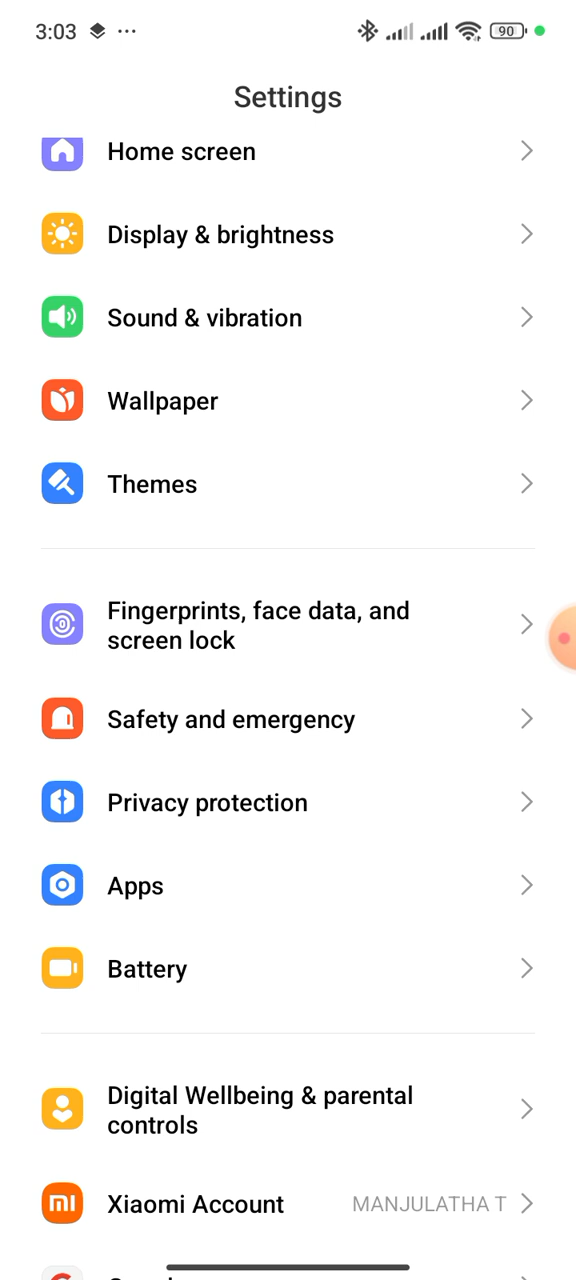 3:03
90
Settings
Home screen
Display & brightness
Sound & vibration
Wallpaper
Themes
Fingerprints, face data, and
screen lock
Safety and emergency
Privacy protection
Apps
Battery
Digital Wellbeing & parental
controls
Xiaomi Account MANJULATHA T